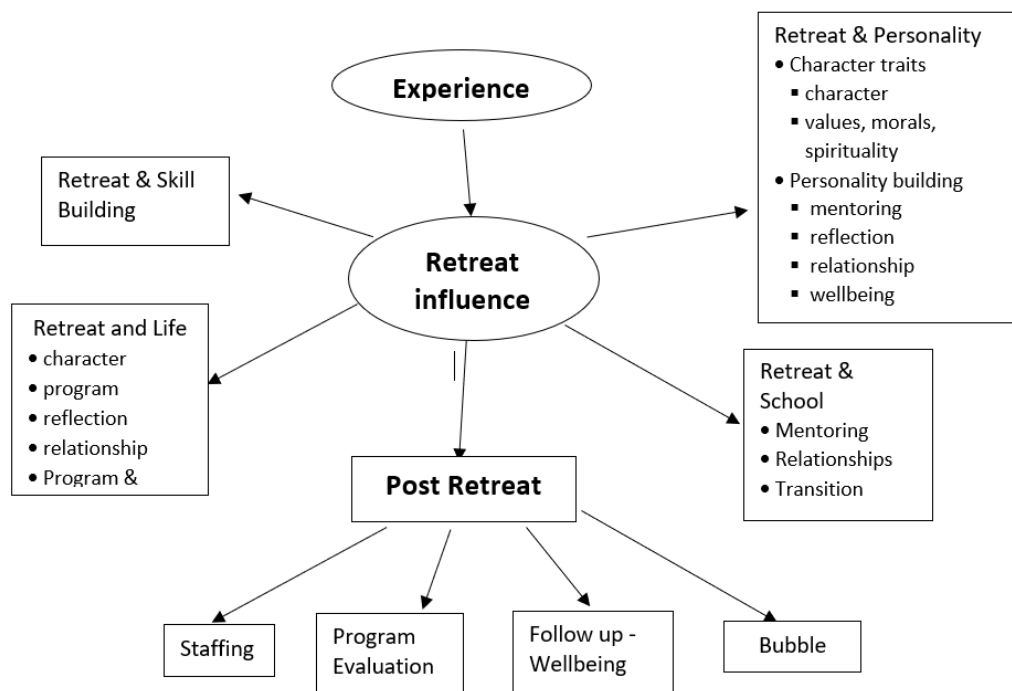 Experience
Retreat & Personality
• Character traits
▪ character
▪ values, morals,
spirituality
• Personality building
▪ mentoring
▪ reflection
▪ relationship
▪ wellbeing
Retreat & Skill
Building
Retreat
influence
Retreat and Life
• character
• program
• reflection
• relationship
• Program &
Retreat &
School
• Mentoring
• Relationships
• Transition
Post Retreat
Staffing
Program
Evaluation
Follow up -
Wellbeing
Bubble